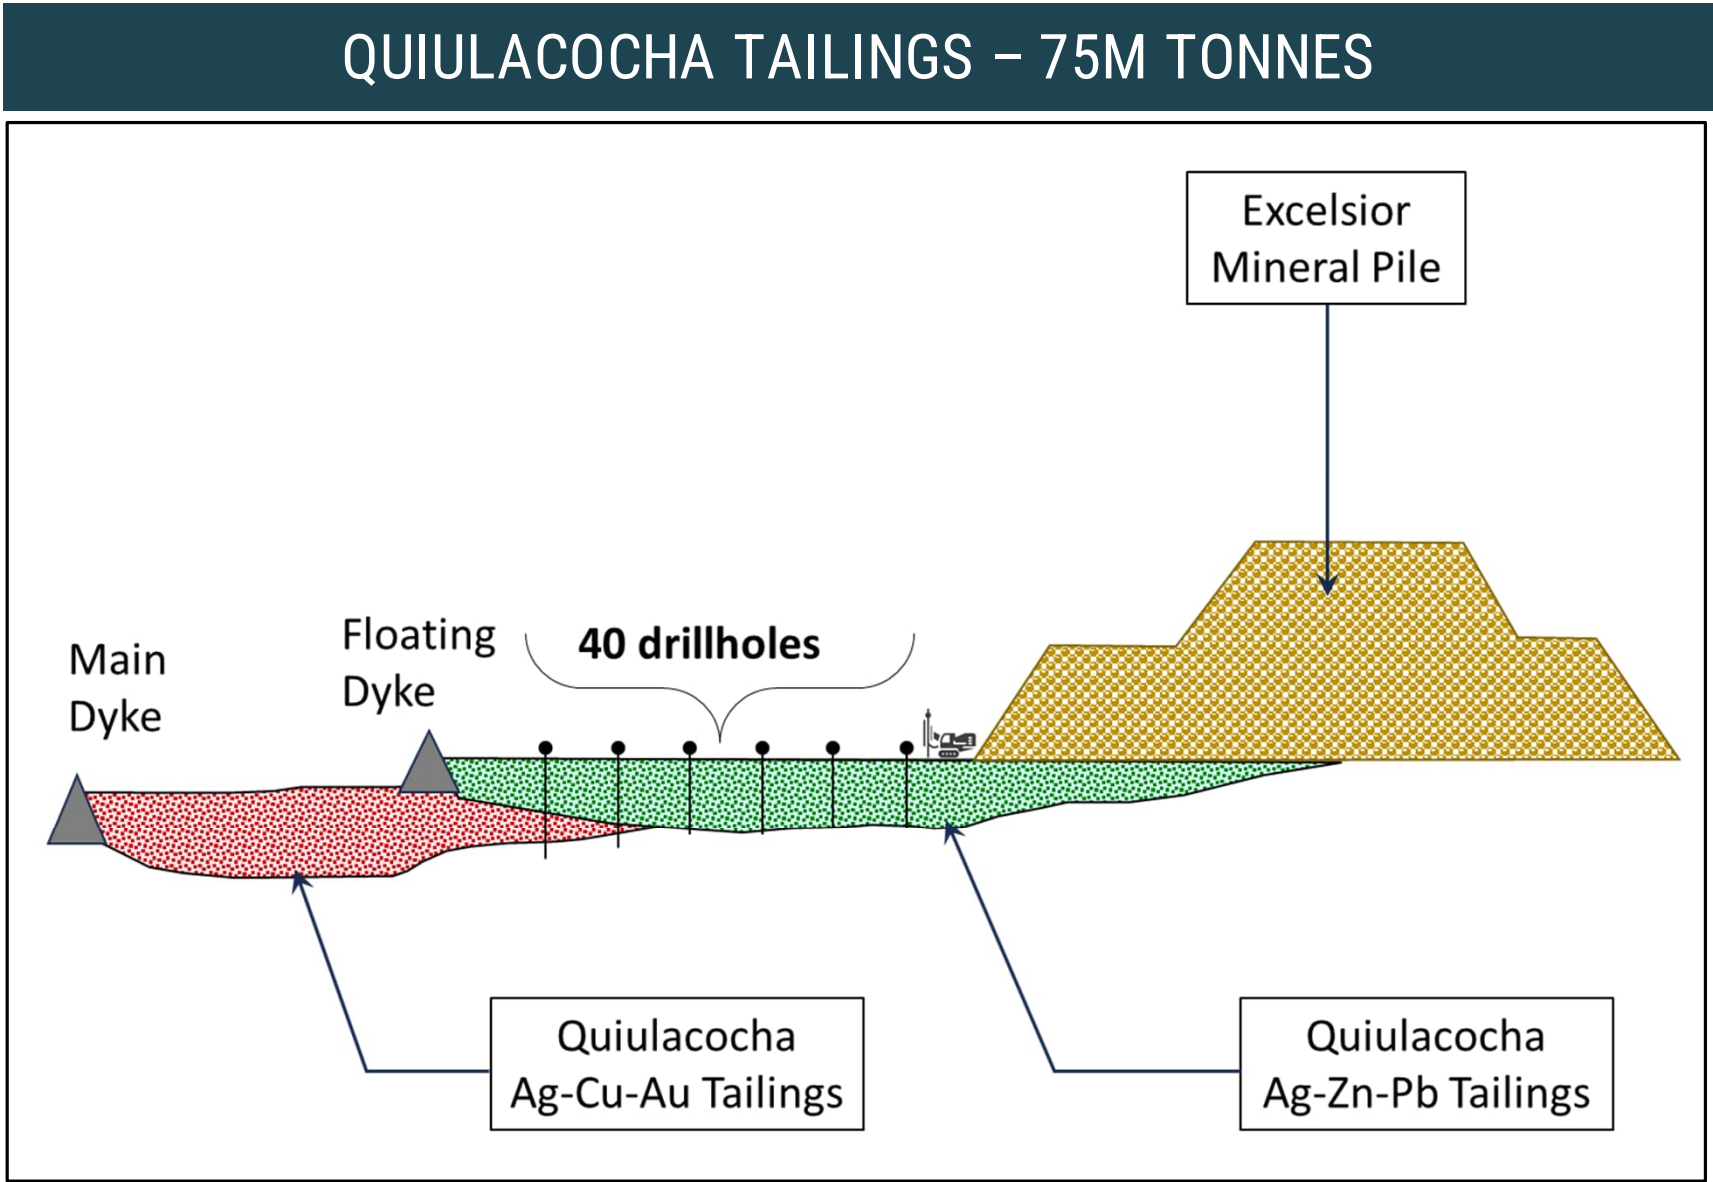 QUIULACOCHA TAILINGS – 75M TONNES
Excelsior
Mineral Pile
Floating
Dyke
40 drillholes
Main
Dyke
Quiulacocha
Ag-Cu-Au Tailings
Quiulacocha
Ag-Zn-Pb Tailings